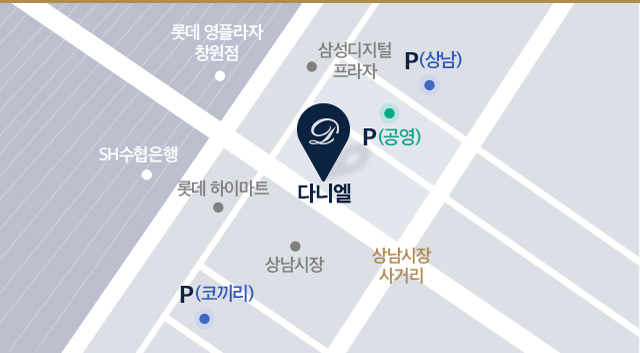 롯데 영플라자
창원점
삼성디지털
프라자
P(상남)
P(공영)
SH수협은행
다니엘
롯데 하이마트
상남시장
상남시장
사거리
P(코끼리)